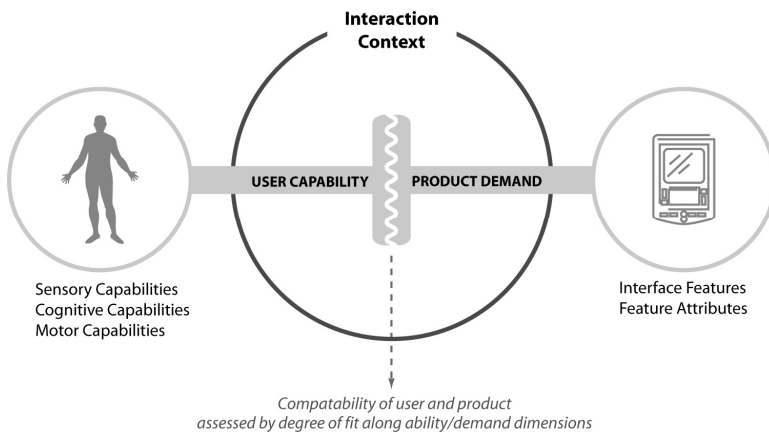 Interaction
Context
USER CAPABILITY
PRODUCT DEMAND
Sensory Capabilities
Cognitive Capabilities
Motor Capabilities
Interface Features
Feature Attributes
Compatability of user and product
assessed by degree of fit along ability/demand dimensions